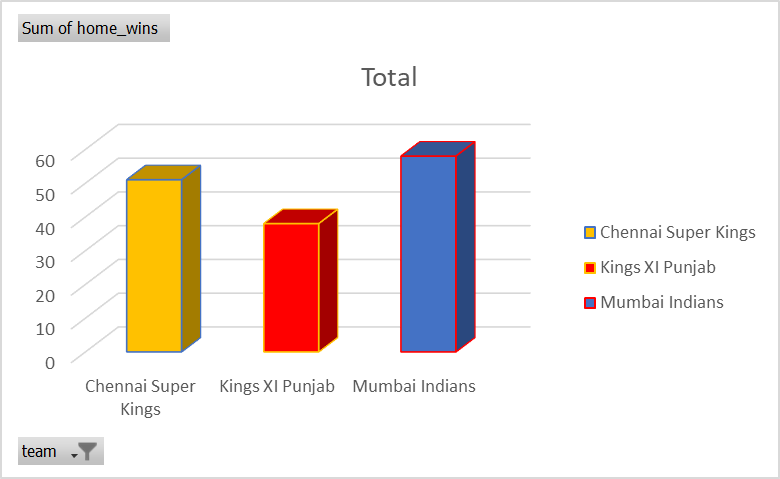 Sum of home_wins
Total
60
50
40
30
20
10
0
Chennai Super
Kings
Kings XI Punjab
Mumbai Indians
Chennai Super Kings
Kings XI Punjab
Mumbai Indians
team